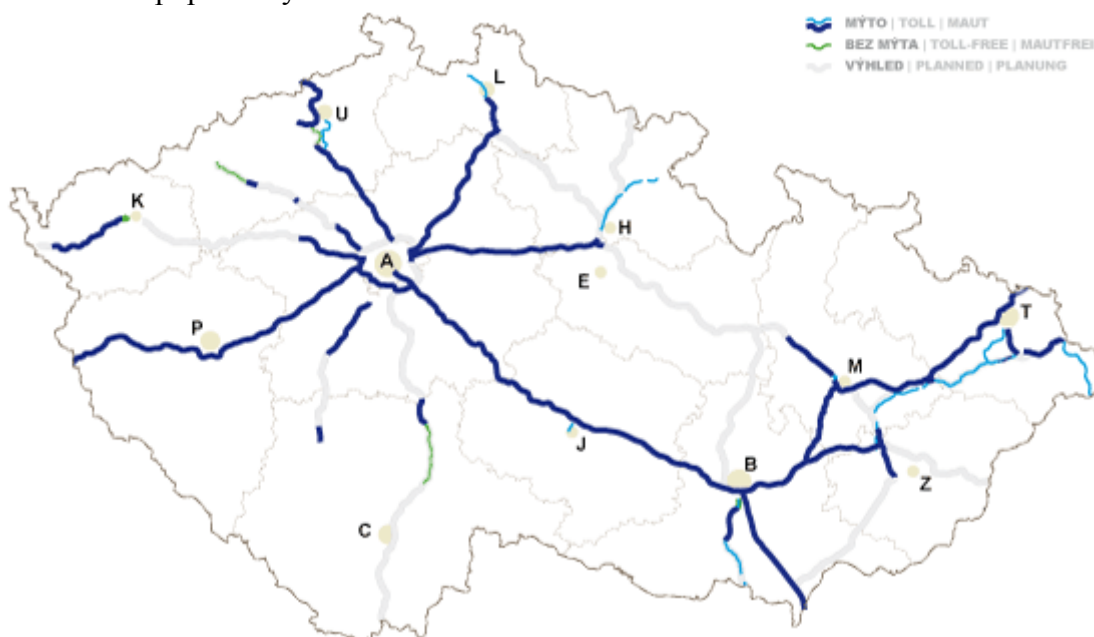 MÝTO | TOLL | MAUT
BEZ MÝTA | TOLL-FREE | MAUTFREI
VÝHLED | PLANNED | PLANUNG
L
U
K
H
A
E
T
P
M
J
B
Z
C